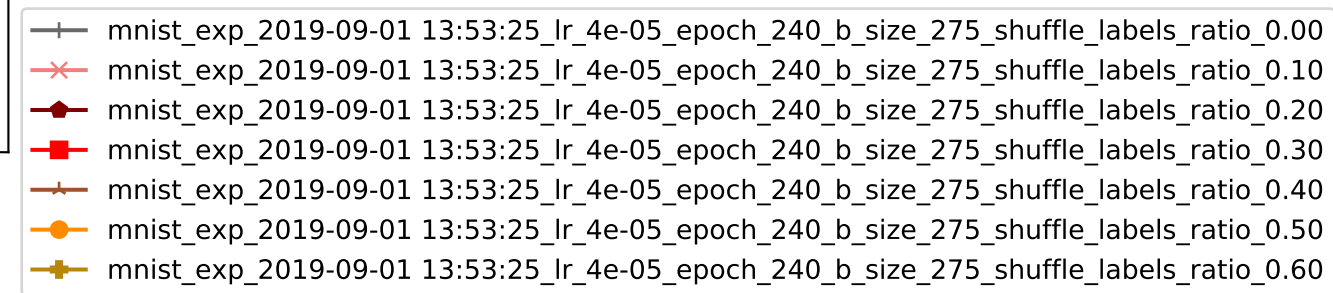 mnist_exp_2019-09-01 13:53:25_lr_4e-05_epoch_240_b_size_275_shuffle_labels_ratio_0.00
mnist_exp_2019-09-01 13:53:25_lr_4e-05_epoch_240_b_size_275_shuffle_labels_ratio_0.10
mnist_exp_2019-09-01 13:53:25_lr_4e-05_epoch_240_b_size_275_shuffle_labels_ratio_0.20
mnist_exp_2019-09-01 13:53:25_lr_4e-05_epoch_240_b_size_275_shuffle_labels_ratio_0.30
mnist_exp_2019-09-01 13:53:25_lr_4e-05_epoch_240_b_size_275_shuffle_labels_ratio_0.40
mnist_exp_2019-09-01 13:53:25_lr_4e-05_epoch_240_b_size_275_shuffle_labels_ratio_0.50
mnist_exp_2019-09-01 13:53:25_lr_4e-05_epoch_240_b_size_275_shuffle_labels_ratio_0.60